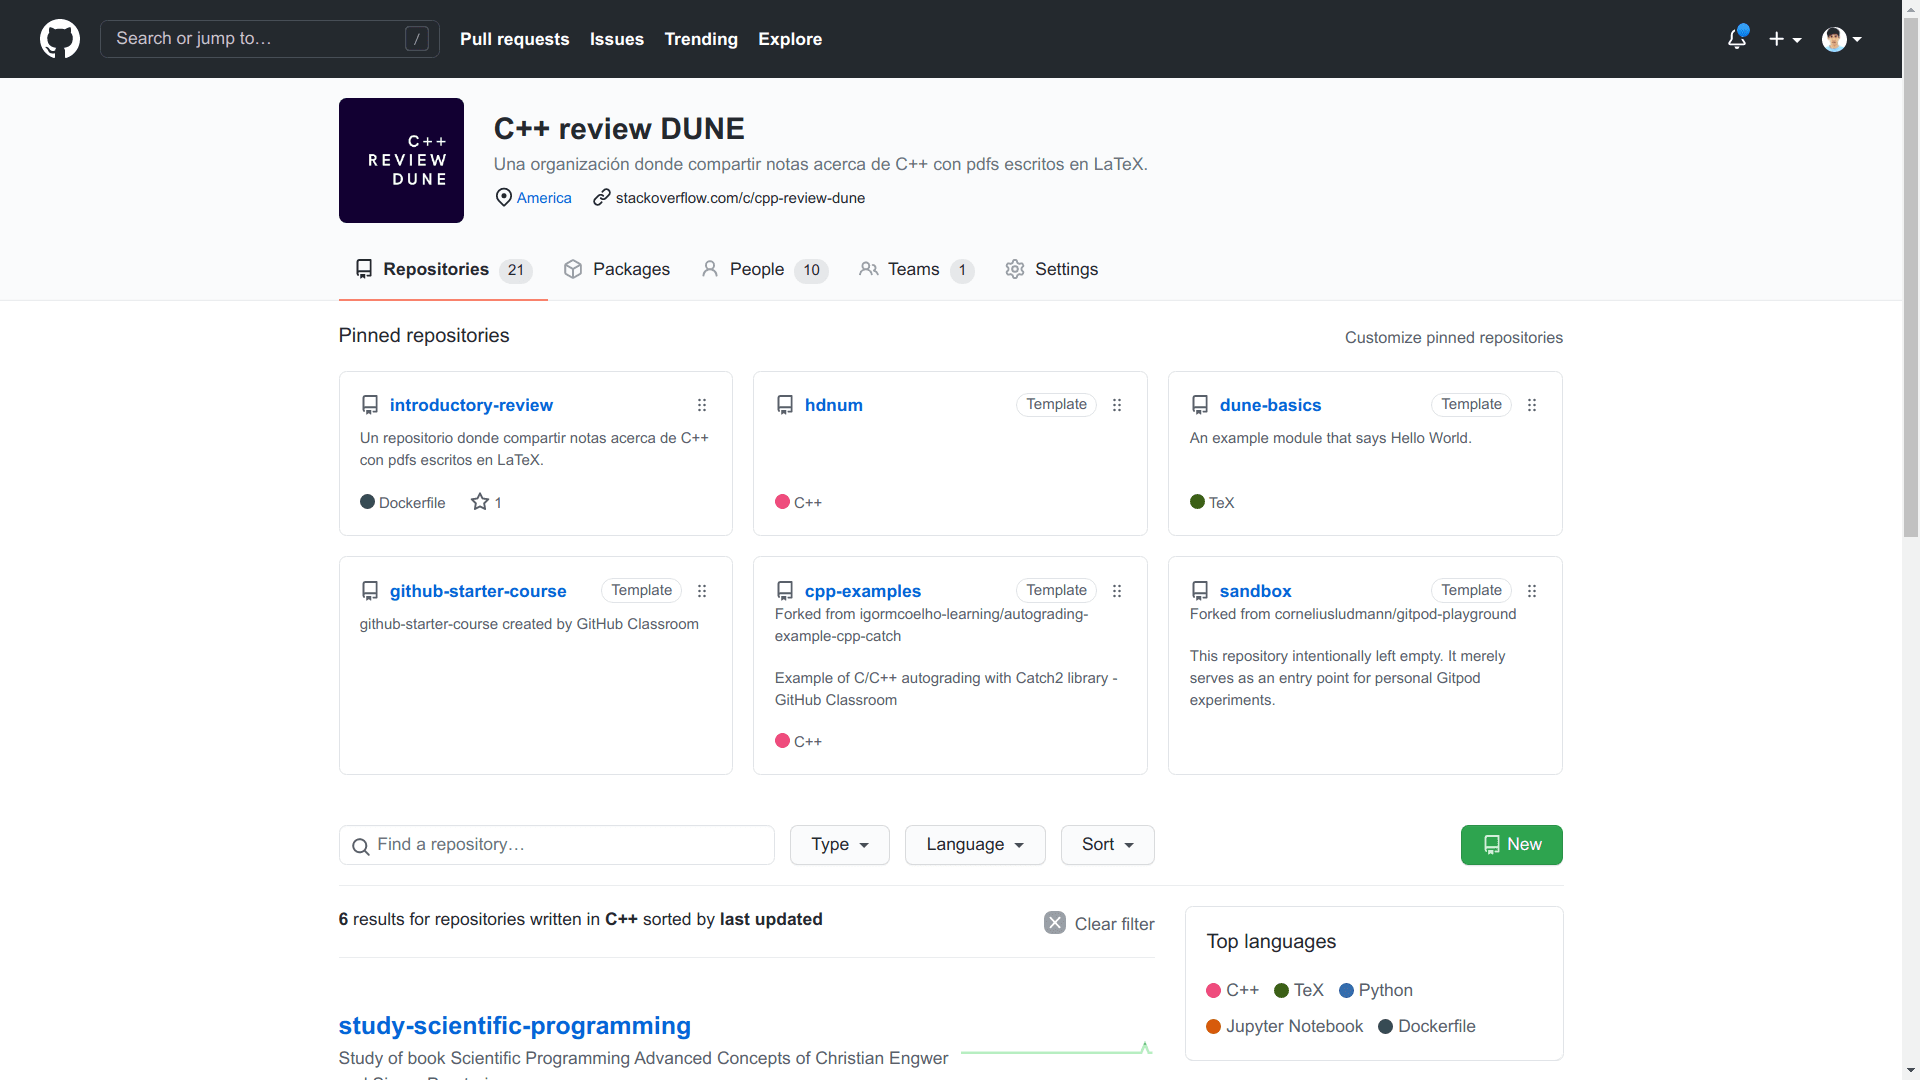 Search or jump to…
/
Pull requests
Issues
Trending
Explore
C++
REVIEW
DUNE
C++ review DUNE
Una organización donde compartir notas acerca de C++ con pdfs escritos en LaTeX.
America
stackoverflow.com/c/cpp-review-dune
Repositories 21
Packages
People 10
Teams 1
Settings
Pinned repositories
Customize pinned repositories
introductory-review
Un repositorio donde compartir notas acerca de C++
con pdfs escritos en LaTeX.
Dockerfile
1
hdnum
Template
C++
dune-basics
Template
An example module that says Hello World.
TeX
github-starter-course
Template
github-starter-course created by GitHub Classroom
cpp-examples
Template
Forked from igormcoelho-learning/autograding-
example-cpp-catch
Example of C/C++ autograding with Catch2 library -
GitHub Classroom
C++
sandbox
Template
Forked from corneliusludmann/gitpod-playground
This repository intentionally left empty. It merely
serves as an entry point for personal Gitpod
experiments.
Find a repository…
Type
Language
Sort
New
6 results for repositories written in C++ sorted by last updated
Clear filter
study-scientific-programming
Study of book Scientific Programming Advanced Concepts of Christian Engwer
Top languages
C++
TeX
Python
Jupyter Notebook
Dockerfile